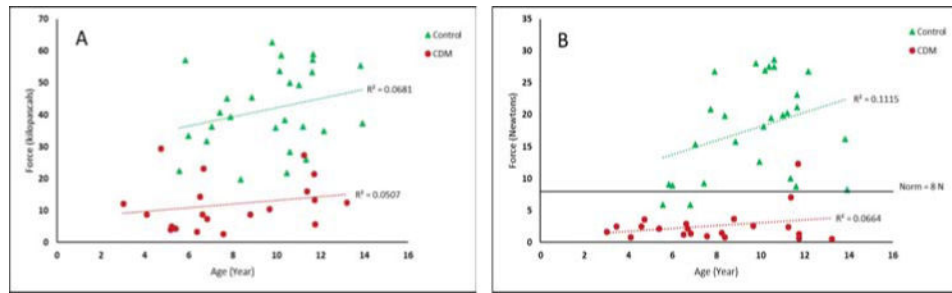 A
Control
CDM
Force (kilopascals)
70
60
50
40
30
20
10
0
R² = 0.0681
R² = 0.0507
0 2 4 6 8 10 12 14 16
Age (Year)
B
Control
CDM
Force (Newtons)
35
30
25
20
15
10
5
0
R² = 0.1115
Norm = 8 N
R² = 0.0664
0 2 4 6 8 10 12 14 16
Age (Year)